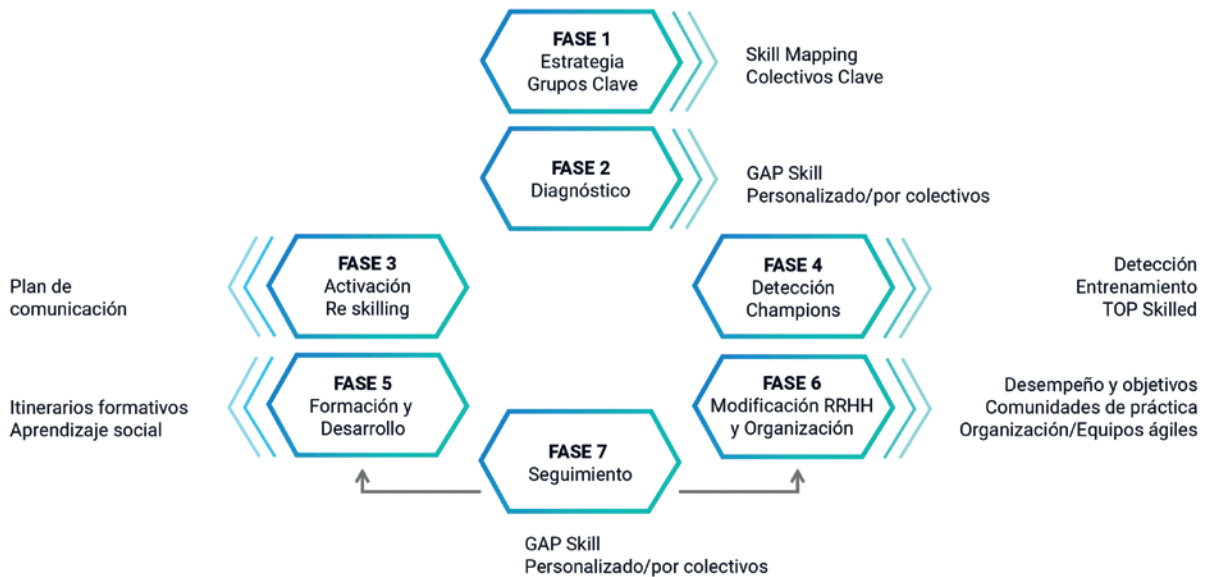 FASE 1
Estrategia
Grupos Clave
Skill Mapping
Colectivos Clave
FASE 2
Diagnóstico
GAP Skill
Personalizado/por colectivos
Plan de
comunicación
FASE 3
Activación
Re skilling
FASE 4
Detección
Champions
Detección
Entrenamiento
TOP Skilled
Itinerarios formativos
Aprendizaje social
FASE 5
Formación y
Desarrollo
FASE 6
Modificación RRHH
y Organización
Desempeño y objetivos
Comunidades de práctica
Organización/Equipos ágiles
FASE 7
Seguimiento
GAP Skill
Personalizado/por colectivos